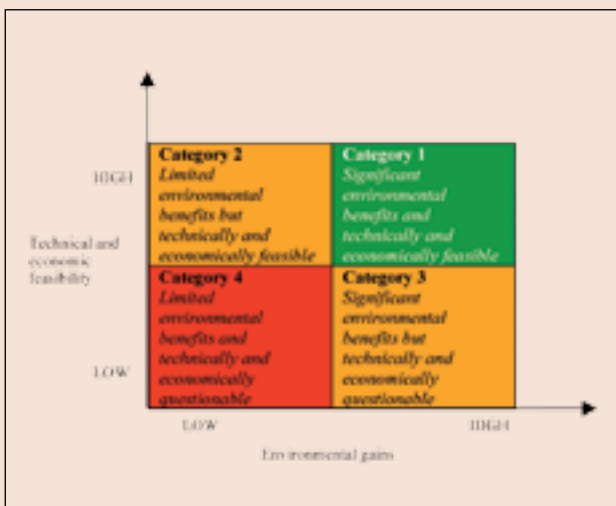 HIGH
Technical and
economic
feasibility
LOW
Category 2
Limited
environmental
benefits but
technically and
economically feasible
Category 1
Significant
environmental
benefits and
technically and
economically feasible
Category 4
Limited
environmental
benefits and
technically and
economically
questionable
Category 3
Significant
environmental
benefits but
technically and
economically
questionable
LOW
HIGH
Environmental gains